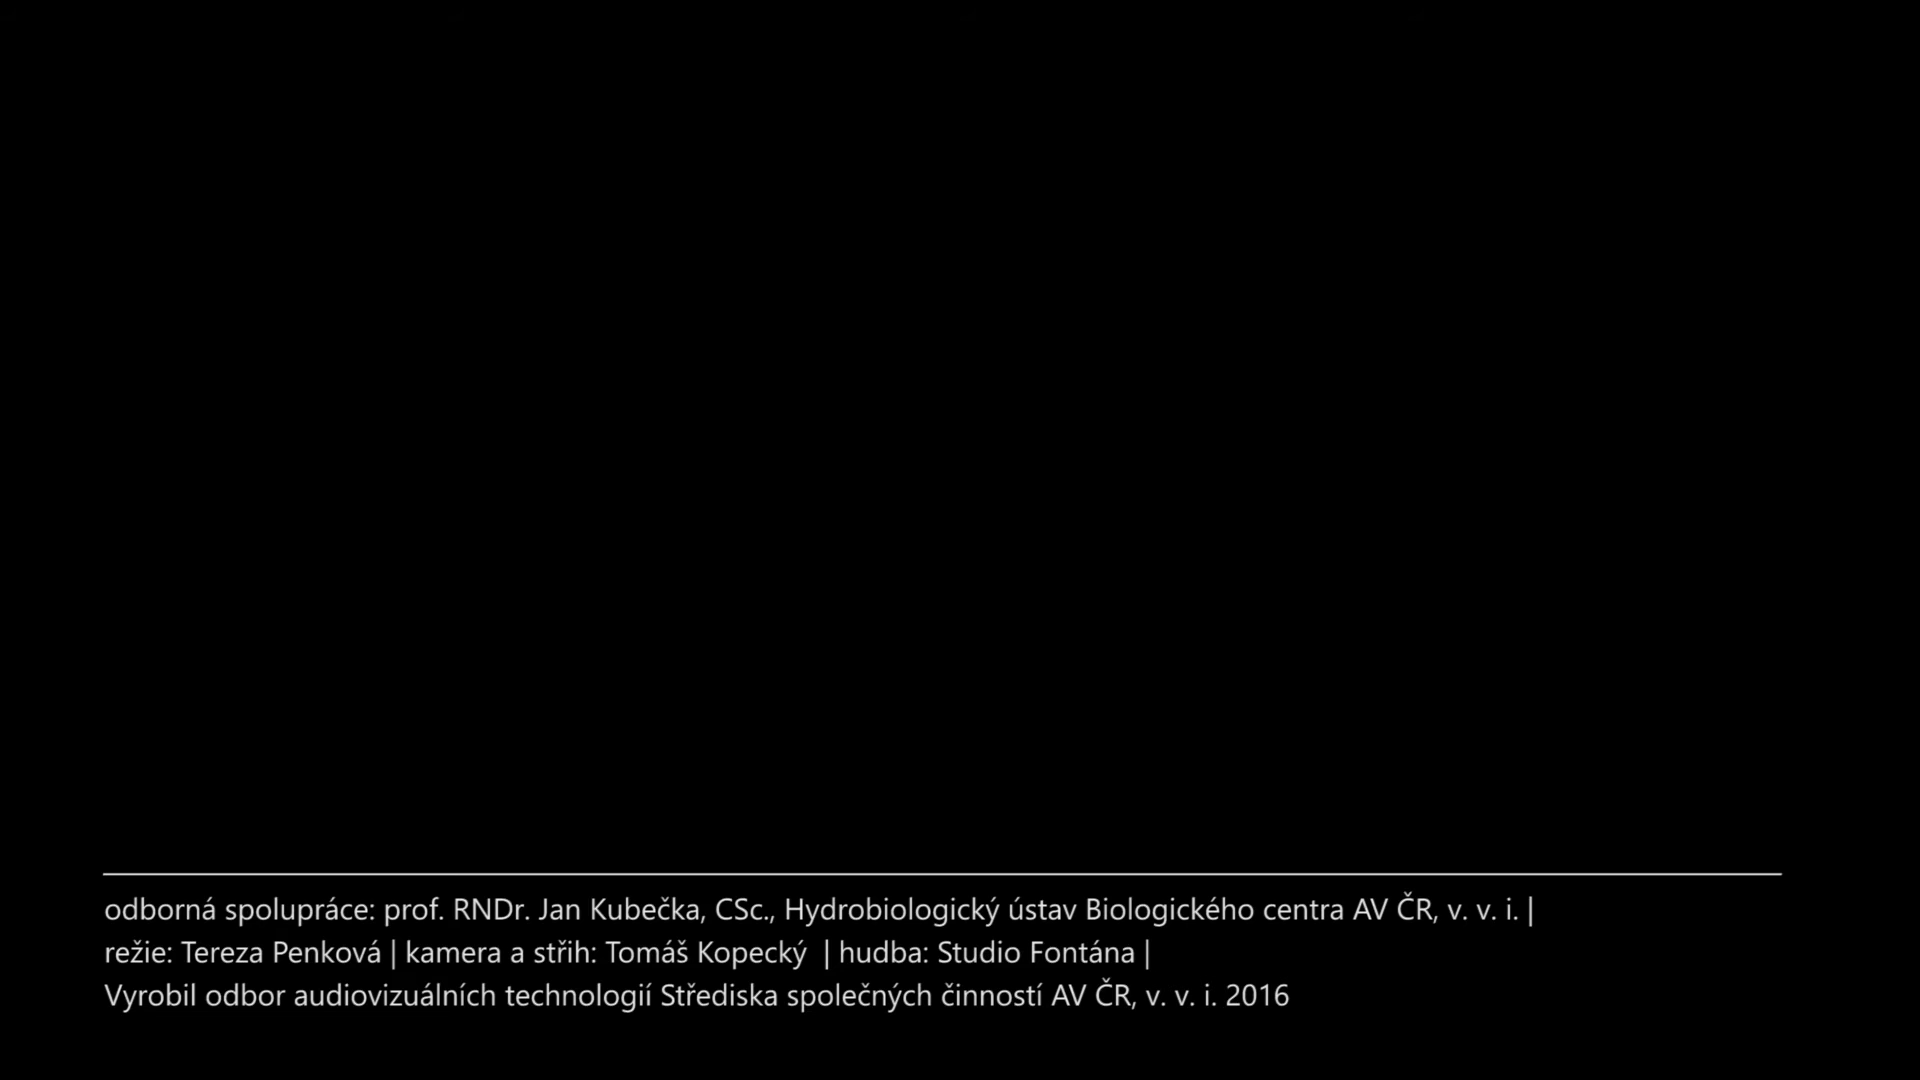 odborná spolupráce: prof. RNDr. Jan Kubečka, CSc., Hydrobiologický ústav Biologického centra AV ČR, v. v. i. |
režie: Tereza Penková | kamera a střih: Tomáš Kopecký | hudba: Studio Fontána |
Vyrobil odbor audiovizuálních technologií Střediska společných činností AV ČR, v. v. i. 2016